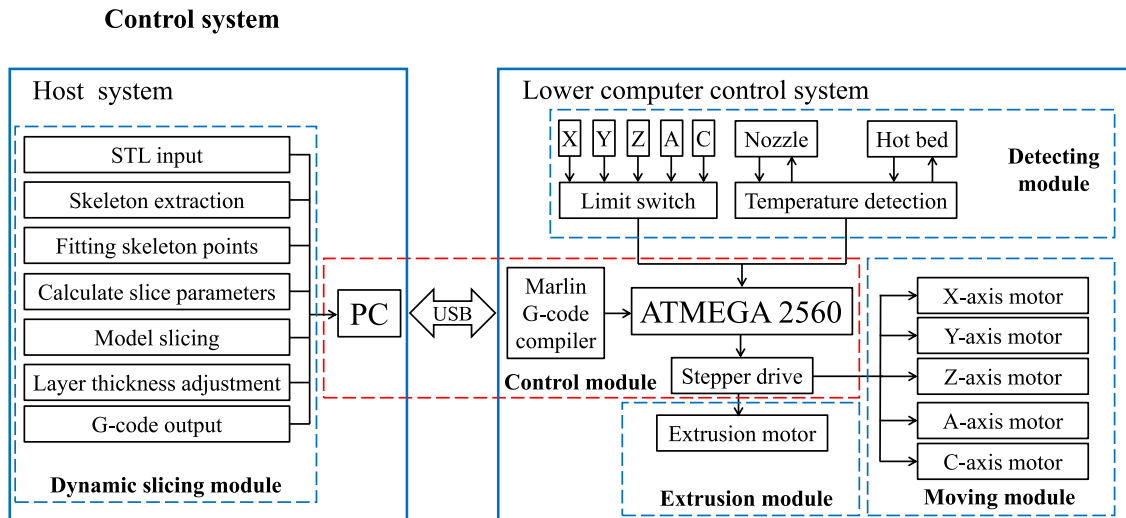 Control system
Host system
STL input
Skeleton extraction
Fitting skeleton points
Calculate slice parameters
Model slicing
Layer thickness adjustment
G-code output
Dynamic slicing module
PC
USB
Lower computer control system
X
Y
Z
A
C
Nozzle
Hot bed
Limit switch
Temperature detection
Detecting
module
Marlin
G-code
compiler
ATMEGA 2560
Control module
Stepper drive
Extrusion motor
Extrusion module
X-axis motor
Y-axis motor
Z-axis motor
A-axis motor
C-axis motor
Moving module